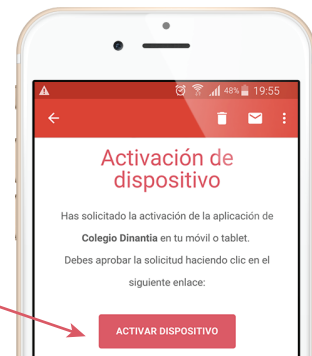 48% 19:55
Activación de
dispositivo
Has solicitado la activación de la aplicación de
Colegio Dinantia en tu móvil o tablet.
Debes aprobar la solicitud haciendo clic en el
siguiente enlace:
ACTIVAR DISPOSITIVO